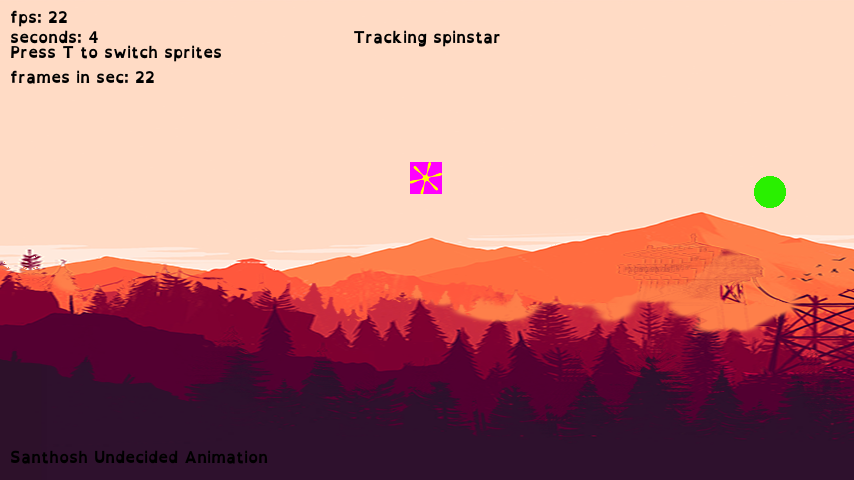 fps: 22
seconds: 4
Press T to switch sprites
frames in sec: 22
Tracking spinstar
Santhosh Undecided Animation